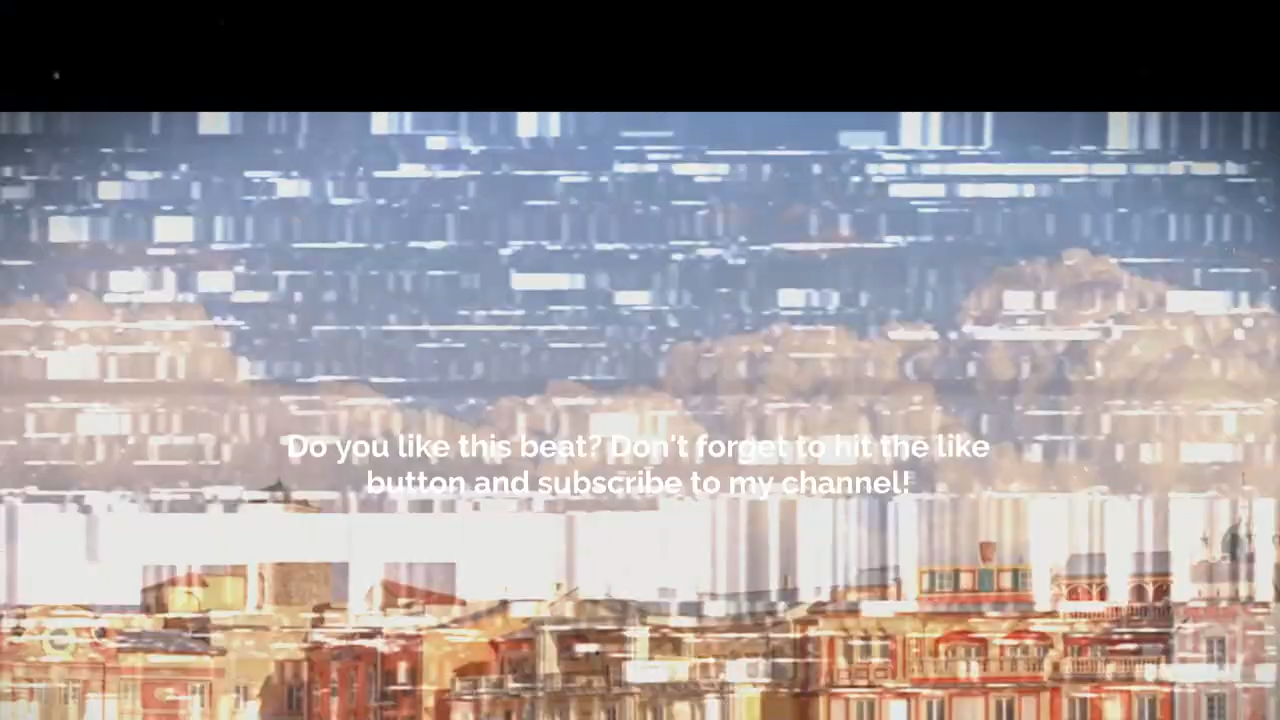 Do you like this beat? Don't forget to hit the like
button and subscribe to my channel!